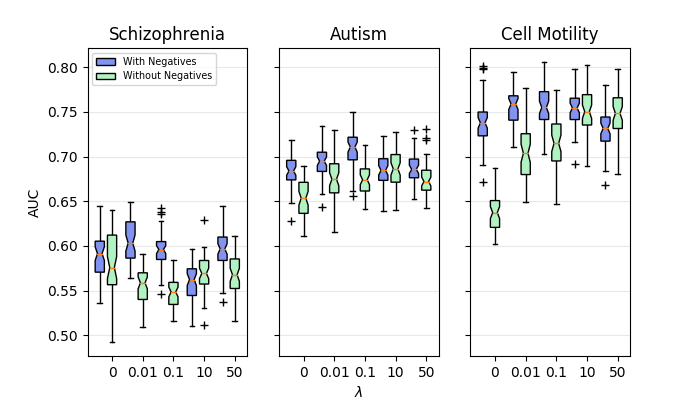 Schizophrenia Autism Cell Motility
With Negatives
Without Negatives
0.80
0.75
0.70
0.65
0.60
0.55
0.50
AUC
0 0.01 0.1 10 50 0 0.01 0.1 10 50 0 0.01 0.1 10 50
λ